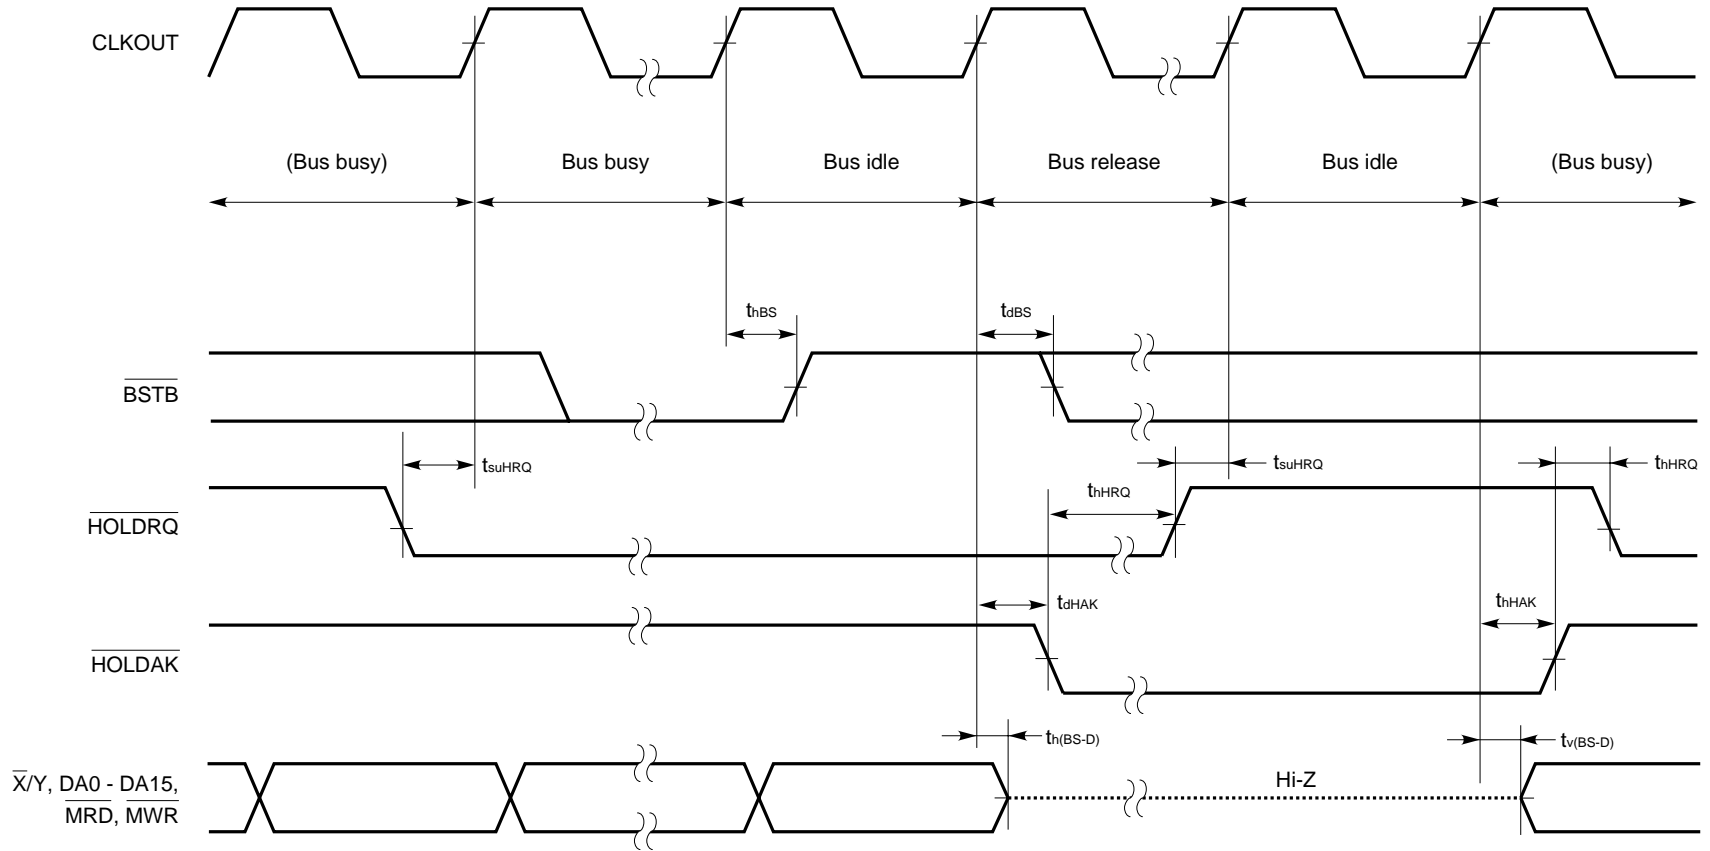 CLKOUT
(Bus busy) Bus busy Bus idle Bus release Bus idle (Bus busy)
thBS tdBS
BSTB
tsuHRQ tsuHRQ thHRQ
thHRQ
HOLDRQ
tdHAK thHAK
HOLDAK
th(BS-D) tv(BS-D)
X/Y, DA0 - DA15, Hi-Z
MRD, MWR